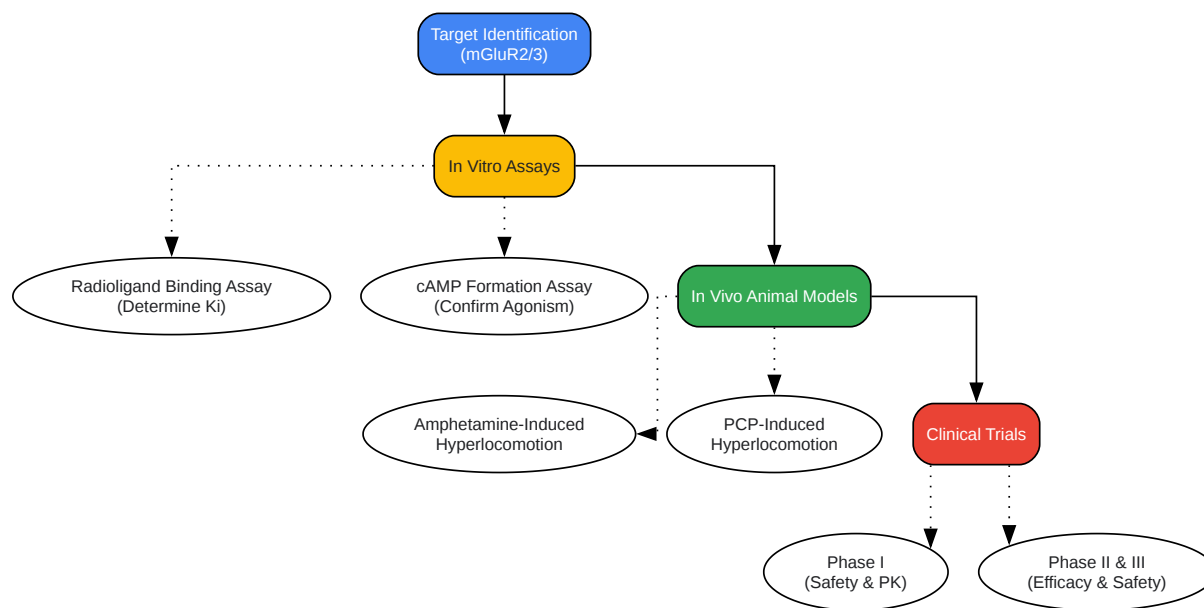 Target Identification
(mGluR2/3)
In Vitro Assays
Radioligand Binding Assay
(Determine Ki)
cAMP Formation Assay
(Confirm Agonism)
In Vivo Animal Models
Amphetamine-Induced
Hyperlocomotion
PCP-Induced
Hyperlocomotion
Clinical Trials
Phase I
(Safety & PK)
Phase II & III
(Efficacy & Safety)